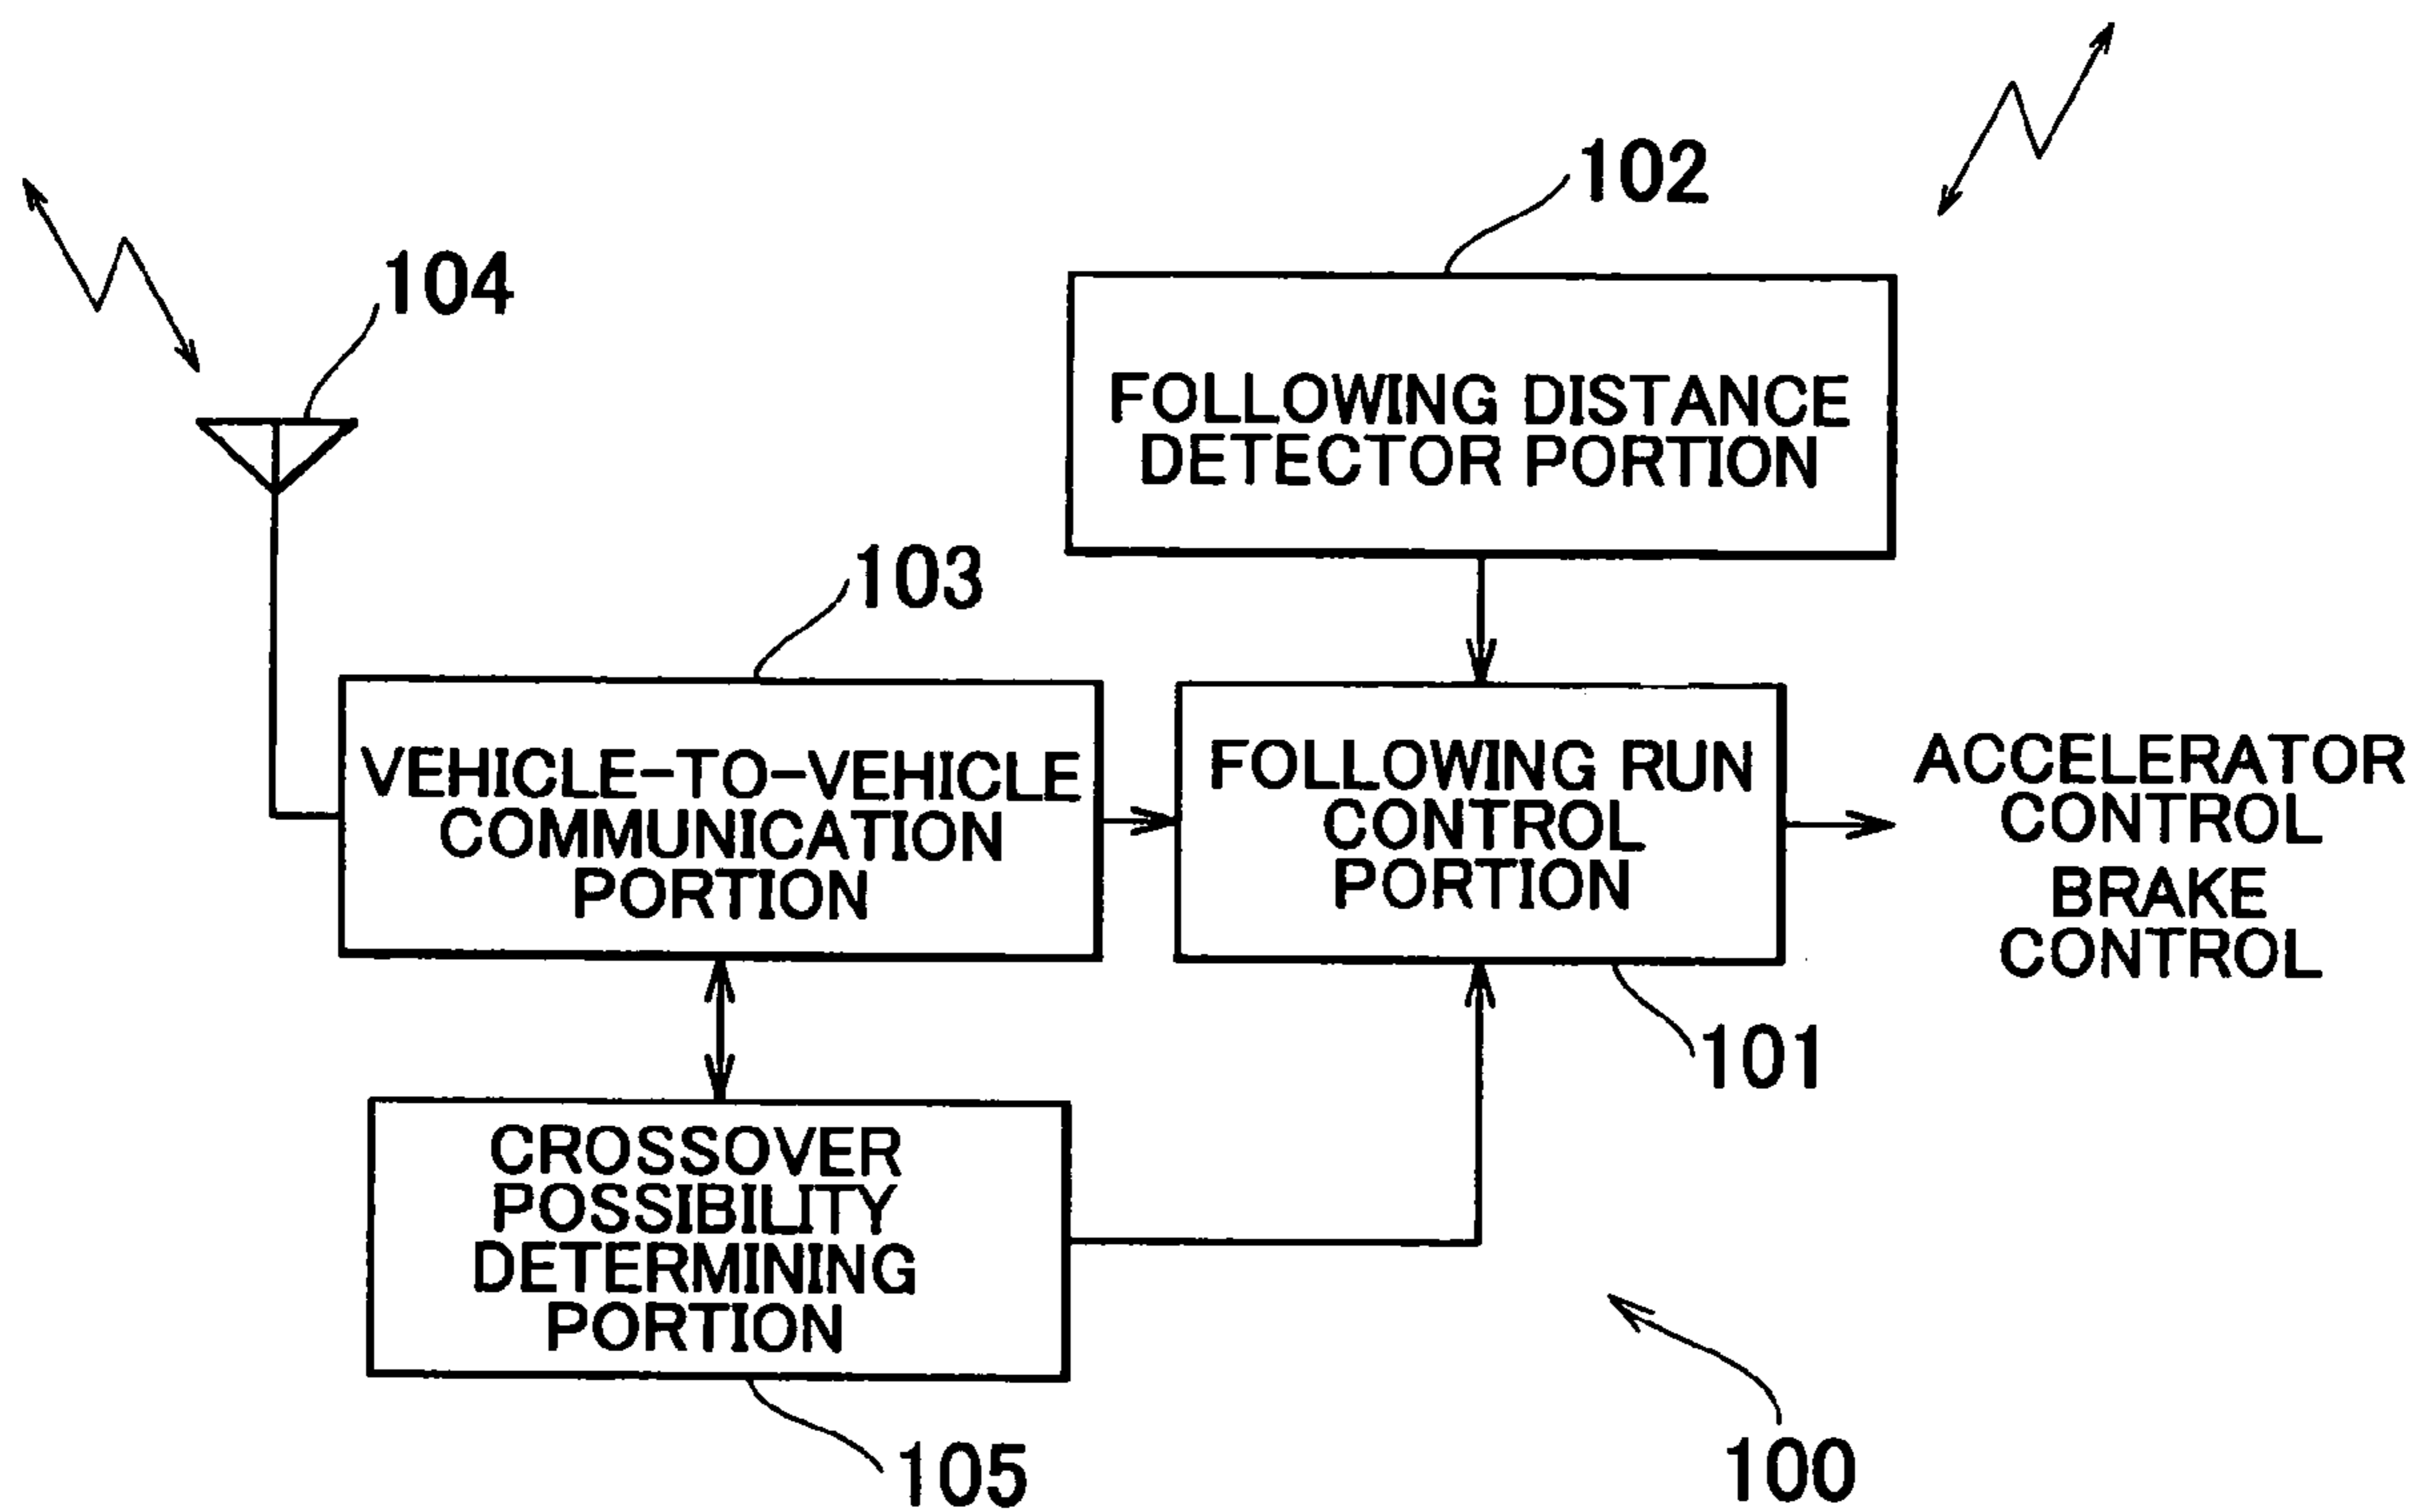 102
104
FOLLOWING DISTANCE
DETECTOR PORTION
103
VEHICLE-TO-VEHICLE
COMMUNICATION
PORTION
FOLLOWING RUN
CONTROL
PORTION
ACCELERATOR
CONTROL
BRAKE
CONTROL
101
CROSSOVER
POSSIBILITY
DETERMINING
PORTION
105
100